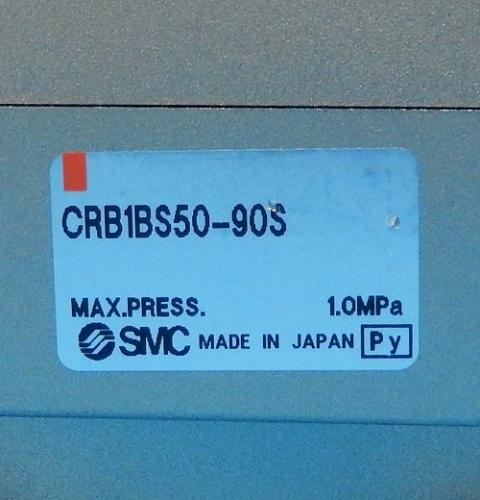 CRB1BS50-90S
MAX.PRESS. 1.0MPa
SMC MADE IN JAPAN Py